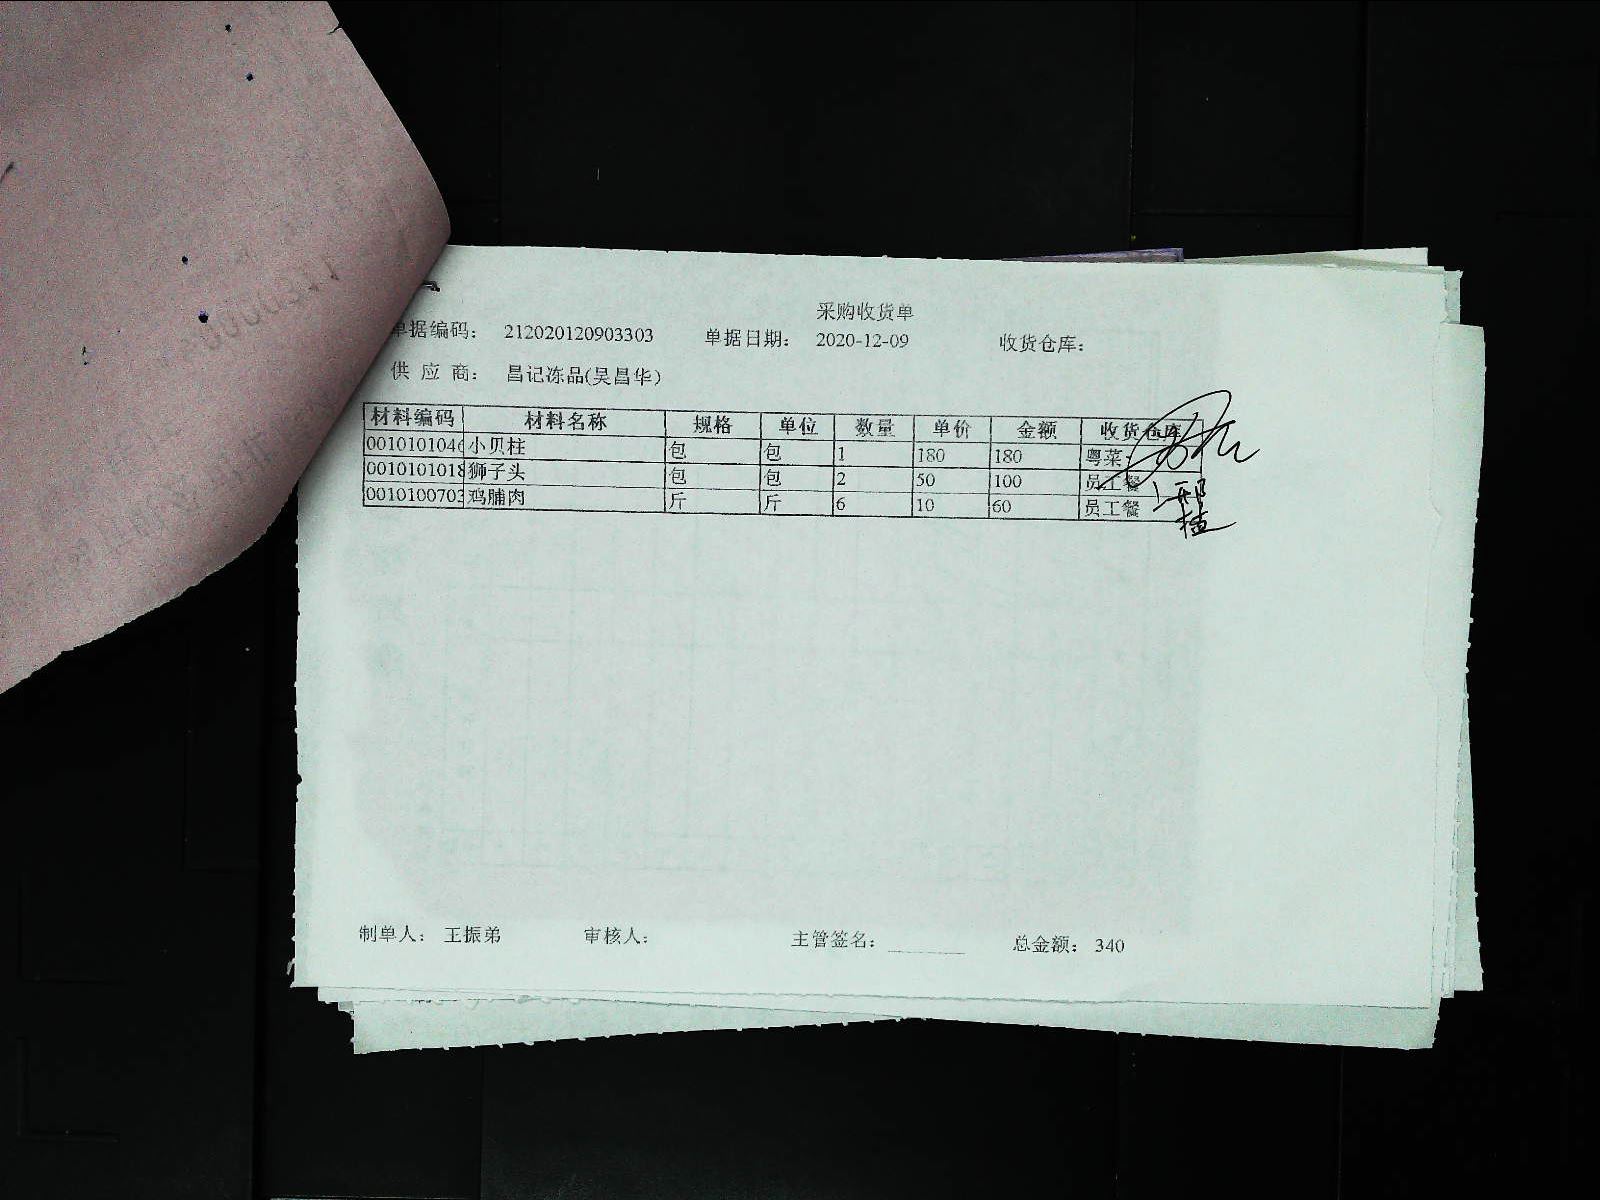 采购收货单
单据编码： 212020120903303 单据日期： 2020-12-09 收货仓库：
供 应 商： 昌记冻品(吴昌华)
材料编码 材料名称 规格 单位 数量 单价 金额 收货仓库
0010101046 小贝柱 包 包 1 180 180 粤菜
0010101018 狮子头 包 包 2 50 100 员工餐
0010100703 鸡脯肉 斤 斤 6 10 60 员工餐
制单人： 王振弟 审核人： 主管签名： 总金额： 340